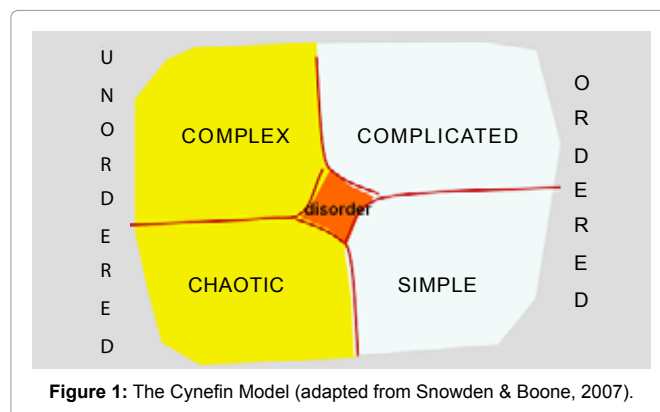 UNORDERED
COMPLEX
COMPLICATED
ORDERED
disorder
CHAOTIC
SIMPLE
Figure 1: The Cynefin Model (adapted from Snowden & Boone, 2007).